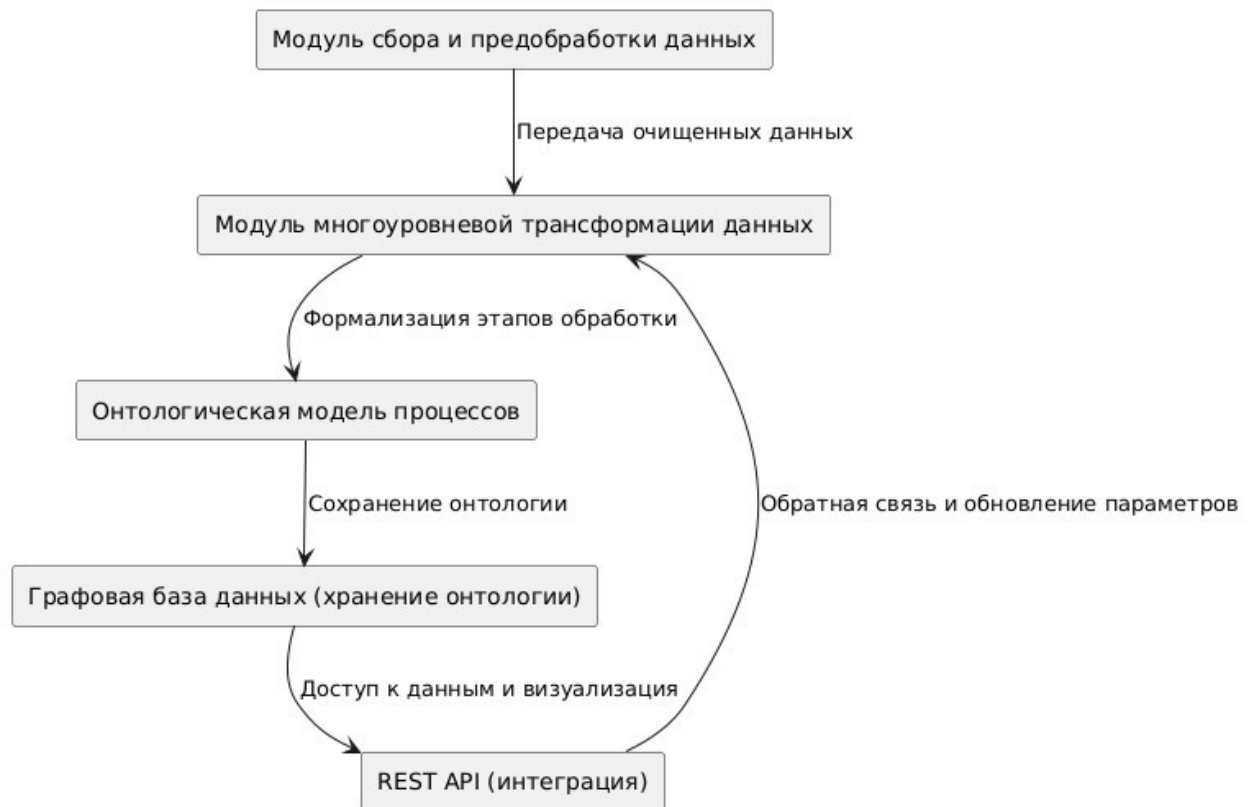 Модуль сбора и предобработки данных
Передача очищенных данных
Модуль многоуровневой трансформации данных
Формализация этапов обработки
Онтологическая модель процессов
Сохранение онтологии
Обратная связь и обновление параметров
Графовая база данных (хранение онтологии)
Доступ к данным и визуализация
REST API (интеграция)